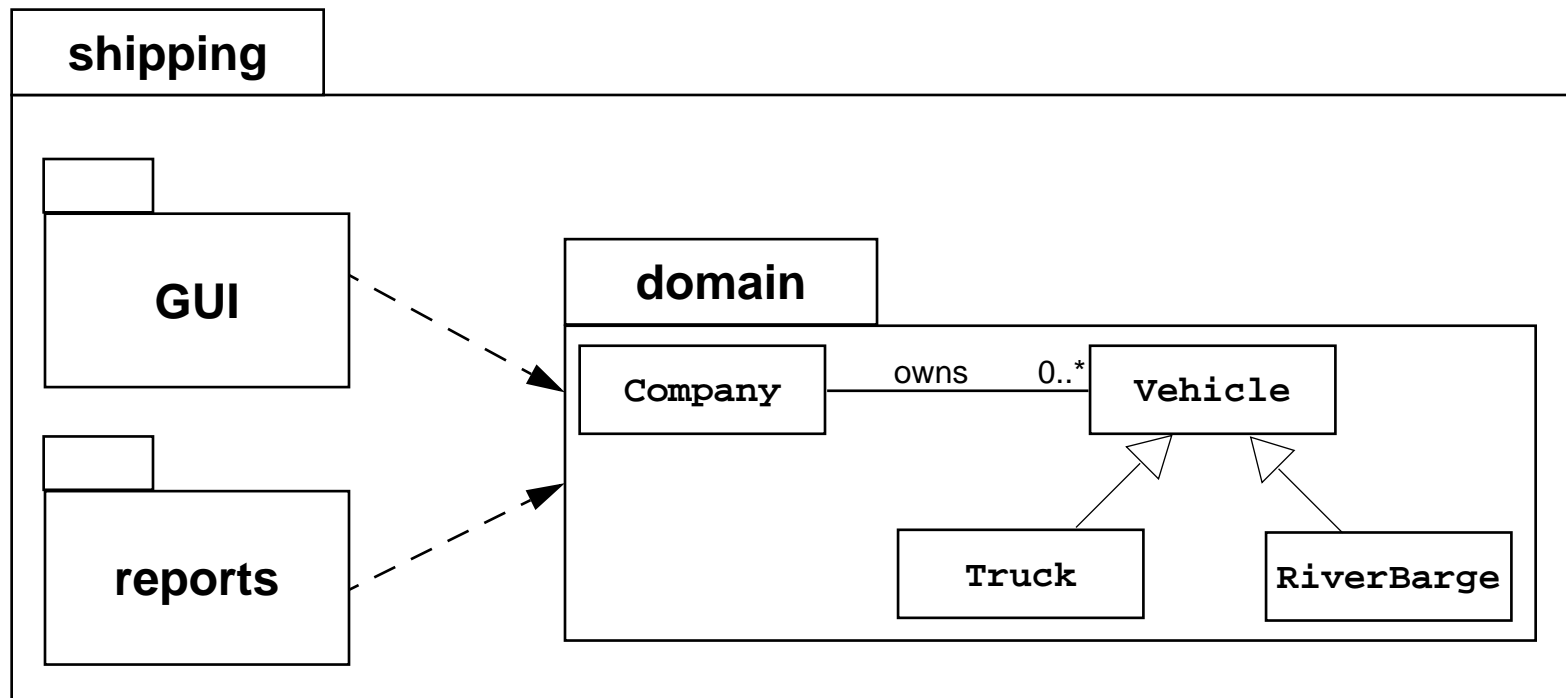 shipping
GUI
domain
Company
owns
0..*
Vehicle
reports
Truck
RiverBarge